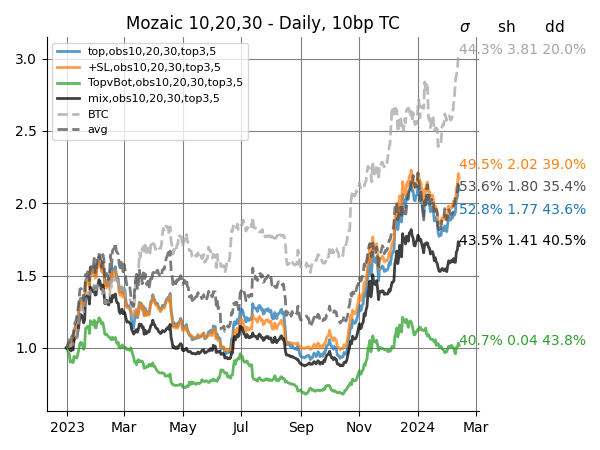 Mozaic 10,20,30 - Daily, 10bp TC
σ sh dd
top,obs10,20,30,top3,5
+SL,obs10,20,30,top3,5
TopvBot,obs10,20,30,top3,5
mix,obs10,20,30,top3,5
BTC
avg
44.3% 3.81 20.0%
49.5% 2.02 39.0%
53.6% 1.80 35.4%
52.8% 1.77 43.6%
43.5% 1.41 40.5%
40.7% 0.04 43.8%
3.0
2.5
2.0
1.5
1.0
2023 Mar May Jul Sep Nov 2024 Mar